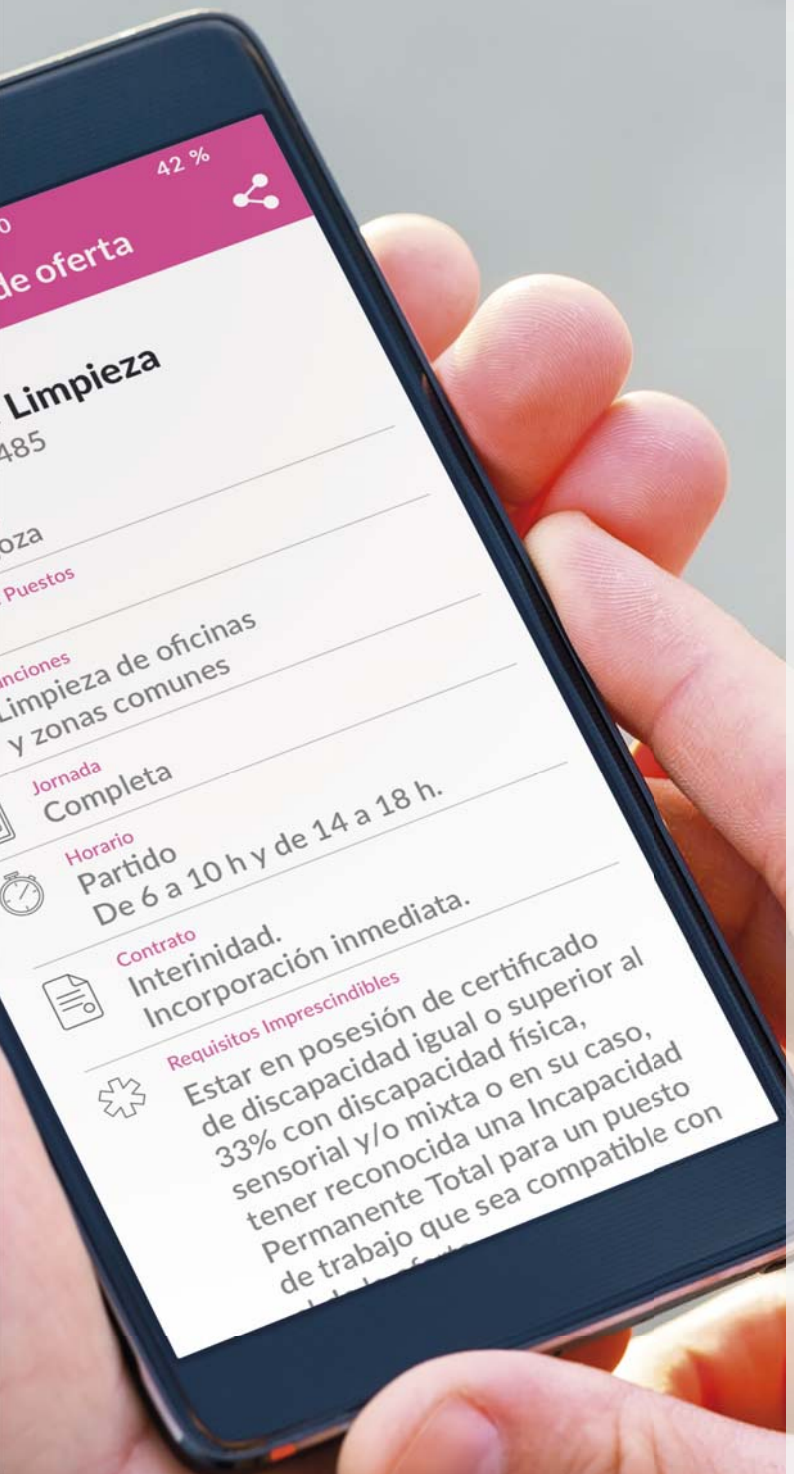 42 %
0
de oferta
Limpieza
485
oza
Puestos
nciones
Limpieza de oficinas
y zonas comunes
Jornada
Completa
Horario
Partido
De 6 a 10 h y de 14 a 18 h.
Contrato
Interinidad.
Incorporación inmediata.
Requisitos Imprescindibles
Estar en posesión de certificado
de discapacidad igual o superior al
33% con discapacidad física,
sensorial y/o mixta o en su caso,
tener reconocida una Incapacidad
Permanente Total para un puesto
de trabajo que sea compatible con